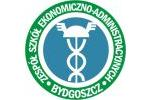 ZESPÓŁ SZKÓŁ EKONOMICZNO-ADMINISTRACYJNYCH
BYDGOSZCZ